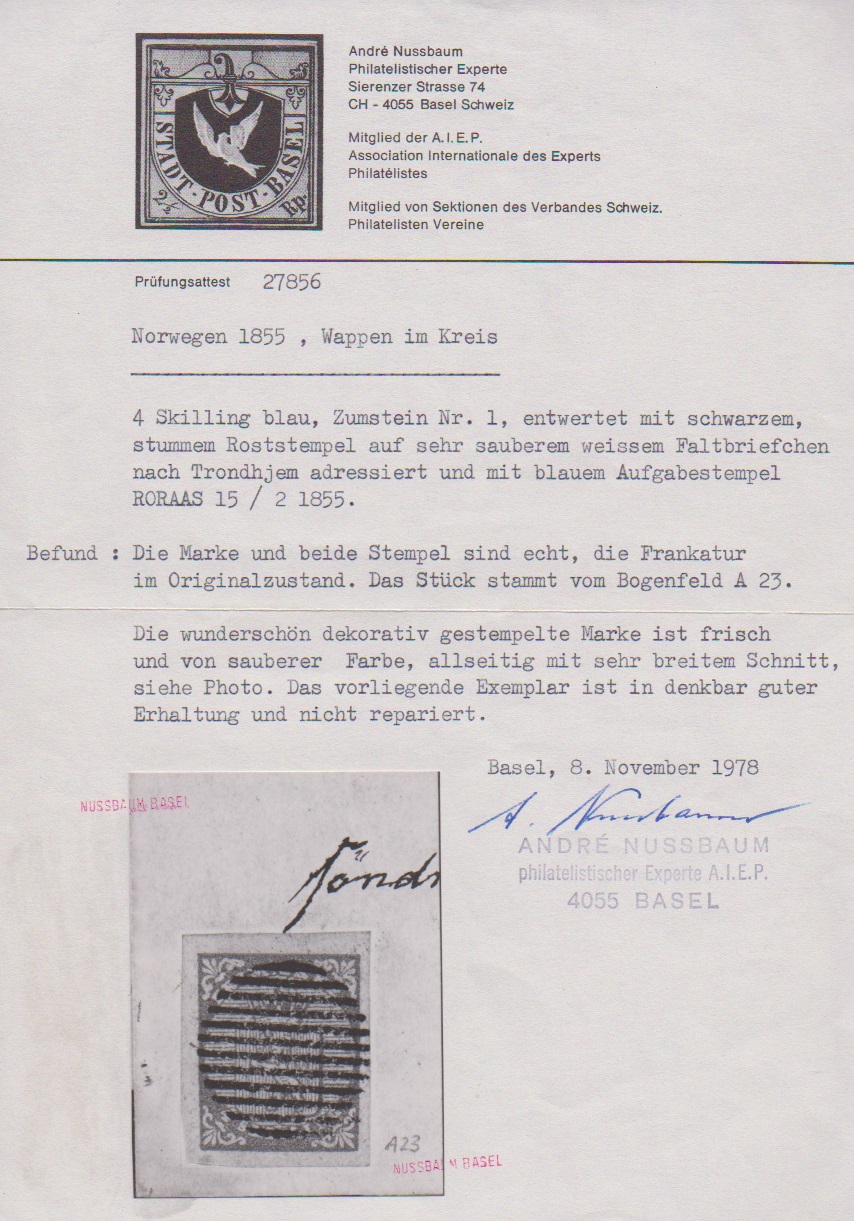 STADT-POST-BASEL
2½ Rp.
André Nussbaum
Philatelistischer Experte
Sierenzer Strasse 74
CH - 4055 Basel Schweiz
Mitglied der A.I.E.P.
Association Internationale des Experts
Philatélistes
Mitglied von Sektionen des Verbandes Schweiz.
Philatelisten Vereine
Prüfungsattest 27856
Norwegen 1855 , Wappen im Kreis
4 Skilling blau, Zumstein Nr. 1, entwertet mit schwarzem,
stummem Roststempel auf sehr sauberem weissem Faltbriefchen
nach Trondhjem adressiert und mit blauem Aufgabestempel
RORAAS 15 / 2 1855.
Befund : Die Marke und beide Stempel sind echt, die Frankatur
im Originalzustand. Das Stück stammt vom Bogenfeld A 23.
Die wunderschön dekorativ gestempelte Marke ist frisch
und von sauberer Farbe, allseitig mit sehr breitem Schnitt,
siehe Photo. Das vorliegende Exemplar ist in denkbar guter
Erhaltung und nicht repariert.
Basel, 8. November 1978
NUSSBAUM BASEL
A. Nussbaum
ANDRÉ NUSSBAUM
philatelistischer Experte A.I.E.P.
4055 BASEL
A23
NUSSBAUM BASEL